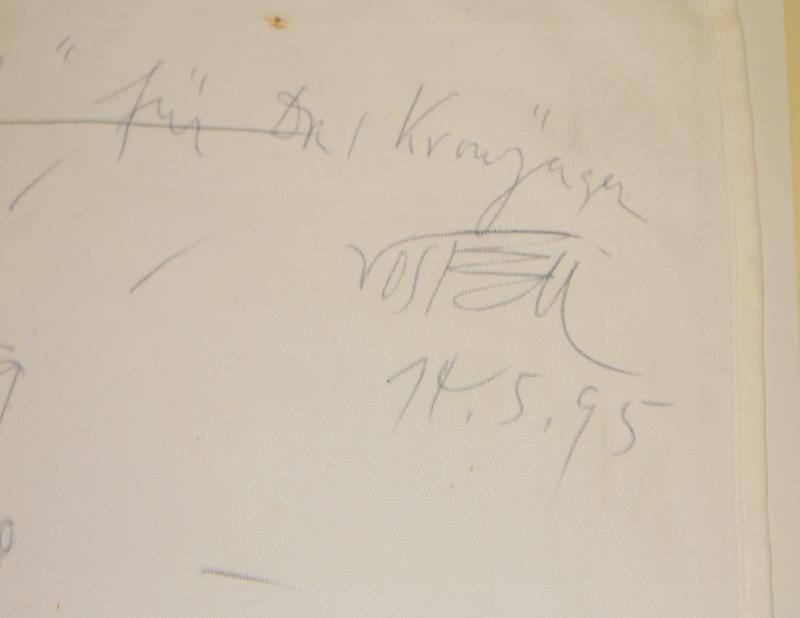 " für Dr. Kronjäger
VOSTELL
14.5.95